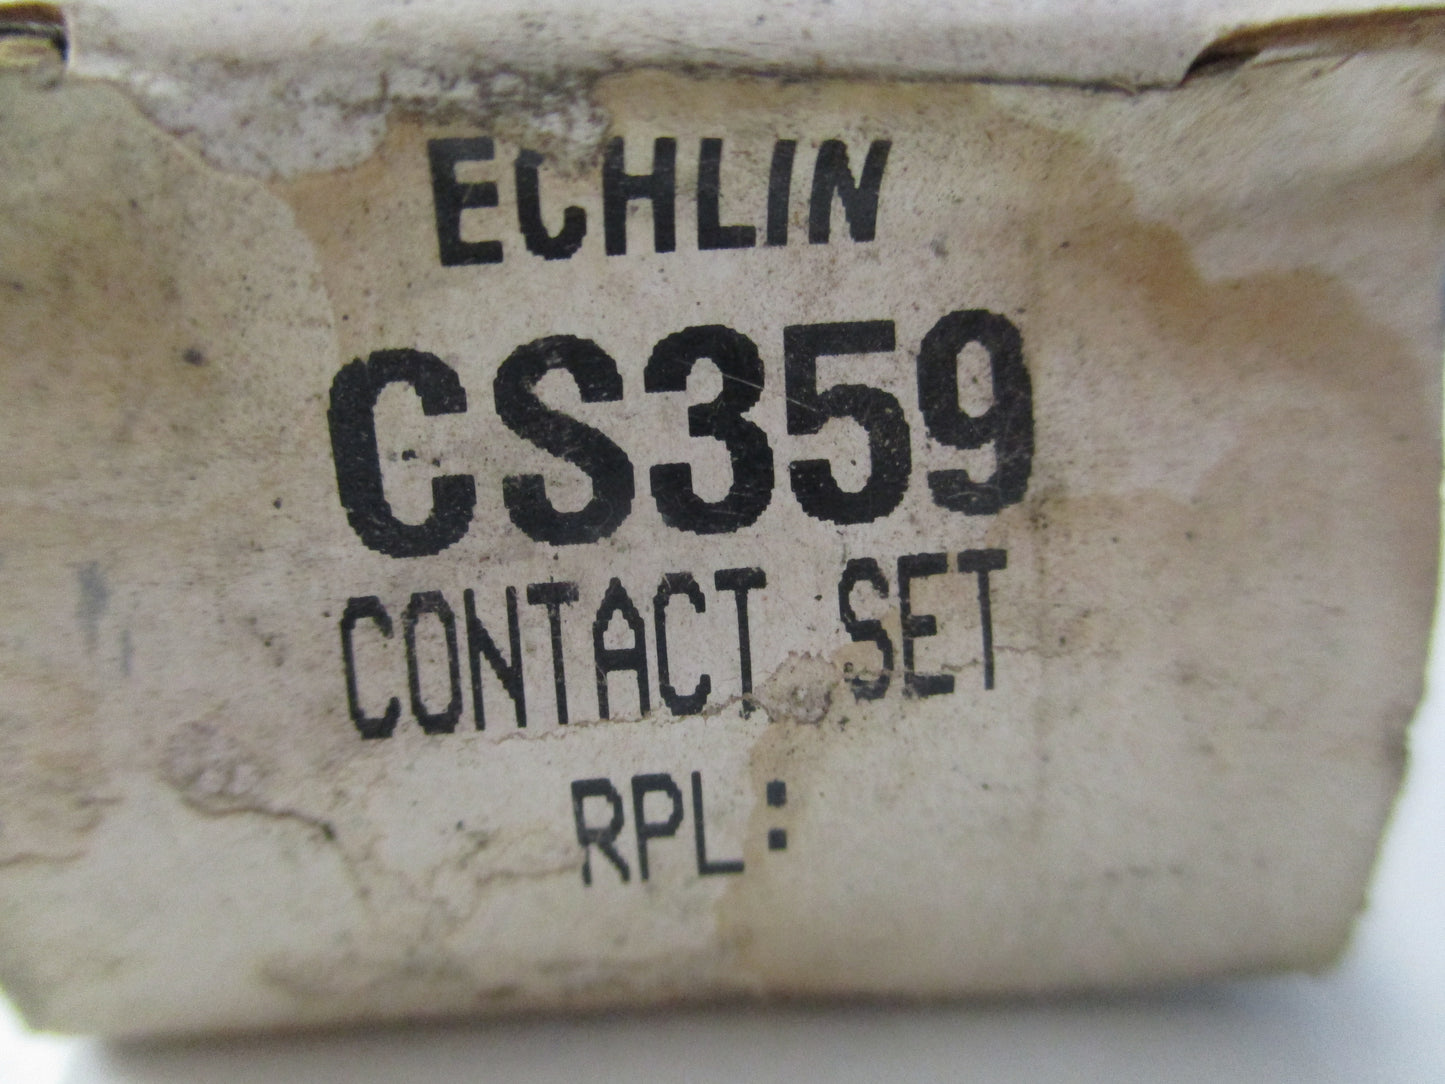 ECHLIN
CS359
CONTACT SET
RPL: